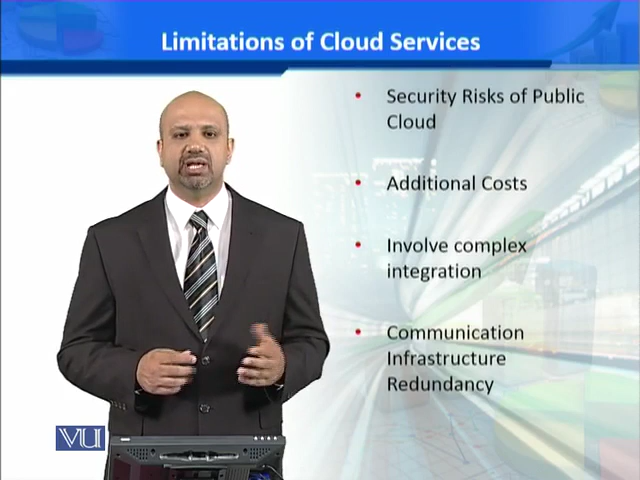 Limitations of Cloud Services
• Security Risks of Public
Cloud
• Additional Costs
• Involve complex
integration
• Communication
Infrastructure
Redundancy
VU